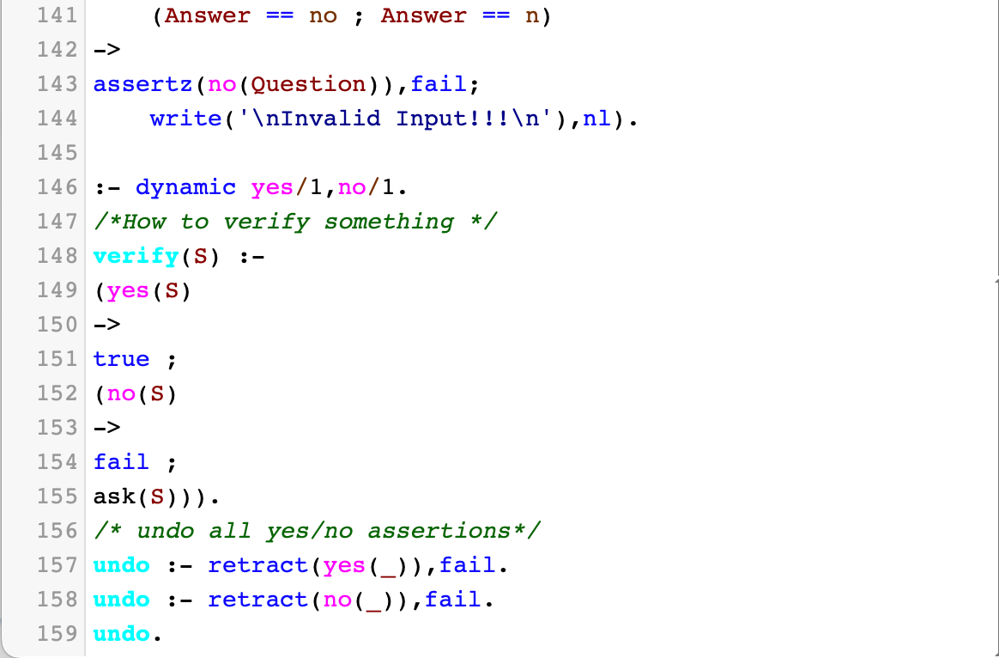 141     (Answer == no ; Answer == n)
142 ->
143 assertz(no(Question)),fail;
144     write('\nInvalid Input!!!\n'),nl).
145
146 :- dynamic yes/1,no/1.
147 /*How to verify something */
148 verify(S) :-
149 (yes(S)
150 ->
151 true ;
152 (no(S)
153 ->
154 fail ;
155 ask(S))).
156 /* undo all yes/no assertions*/
157 undo :- retract(yes(_)),fail.
158 undo :- retract(no(_)),fail.
159 undo.